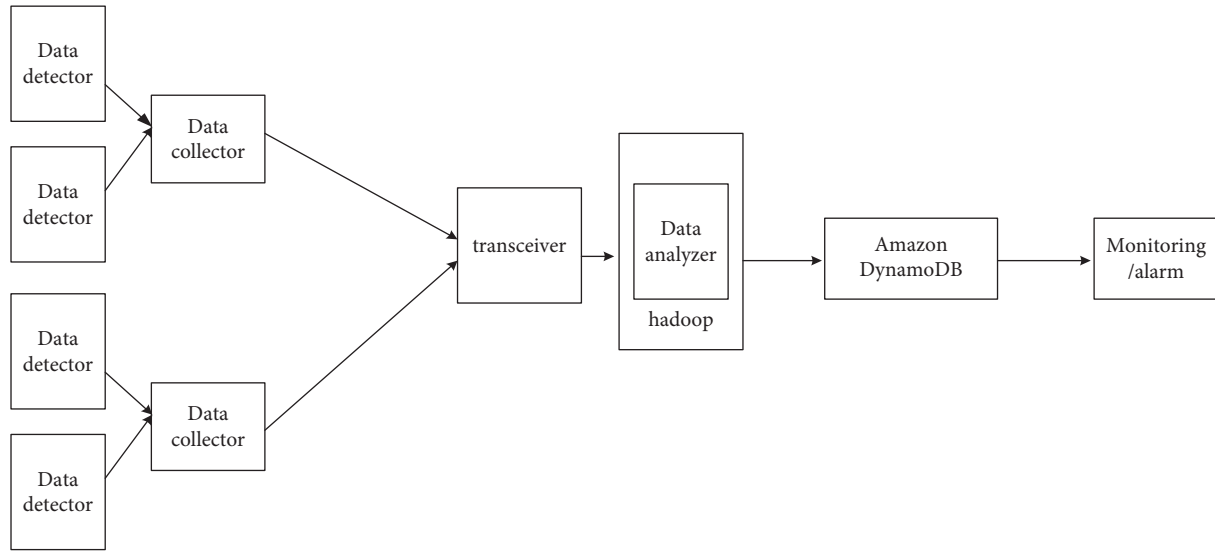 Data
detector
Data
detector
Data
collector
Data
detector
Data
detector
Data
collector
transceiver
Data
analyzer
hadoop
Amazon
DynamoDB
Monitoring
/alarm